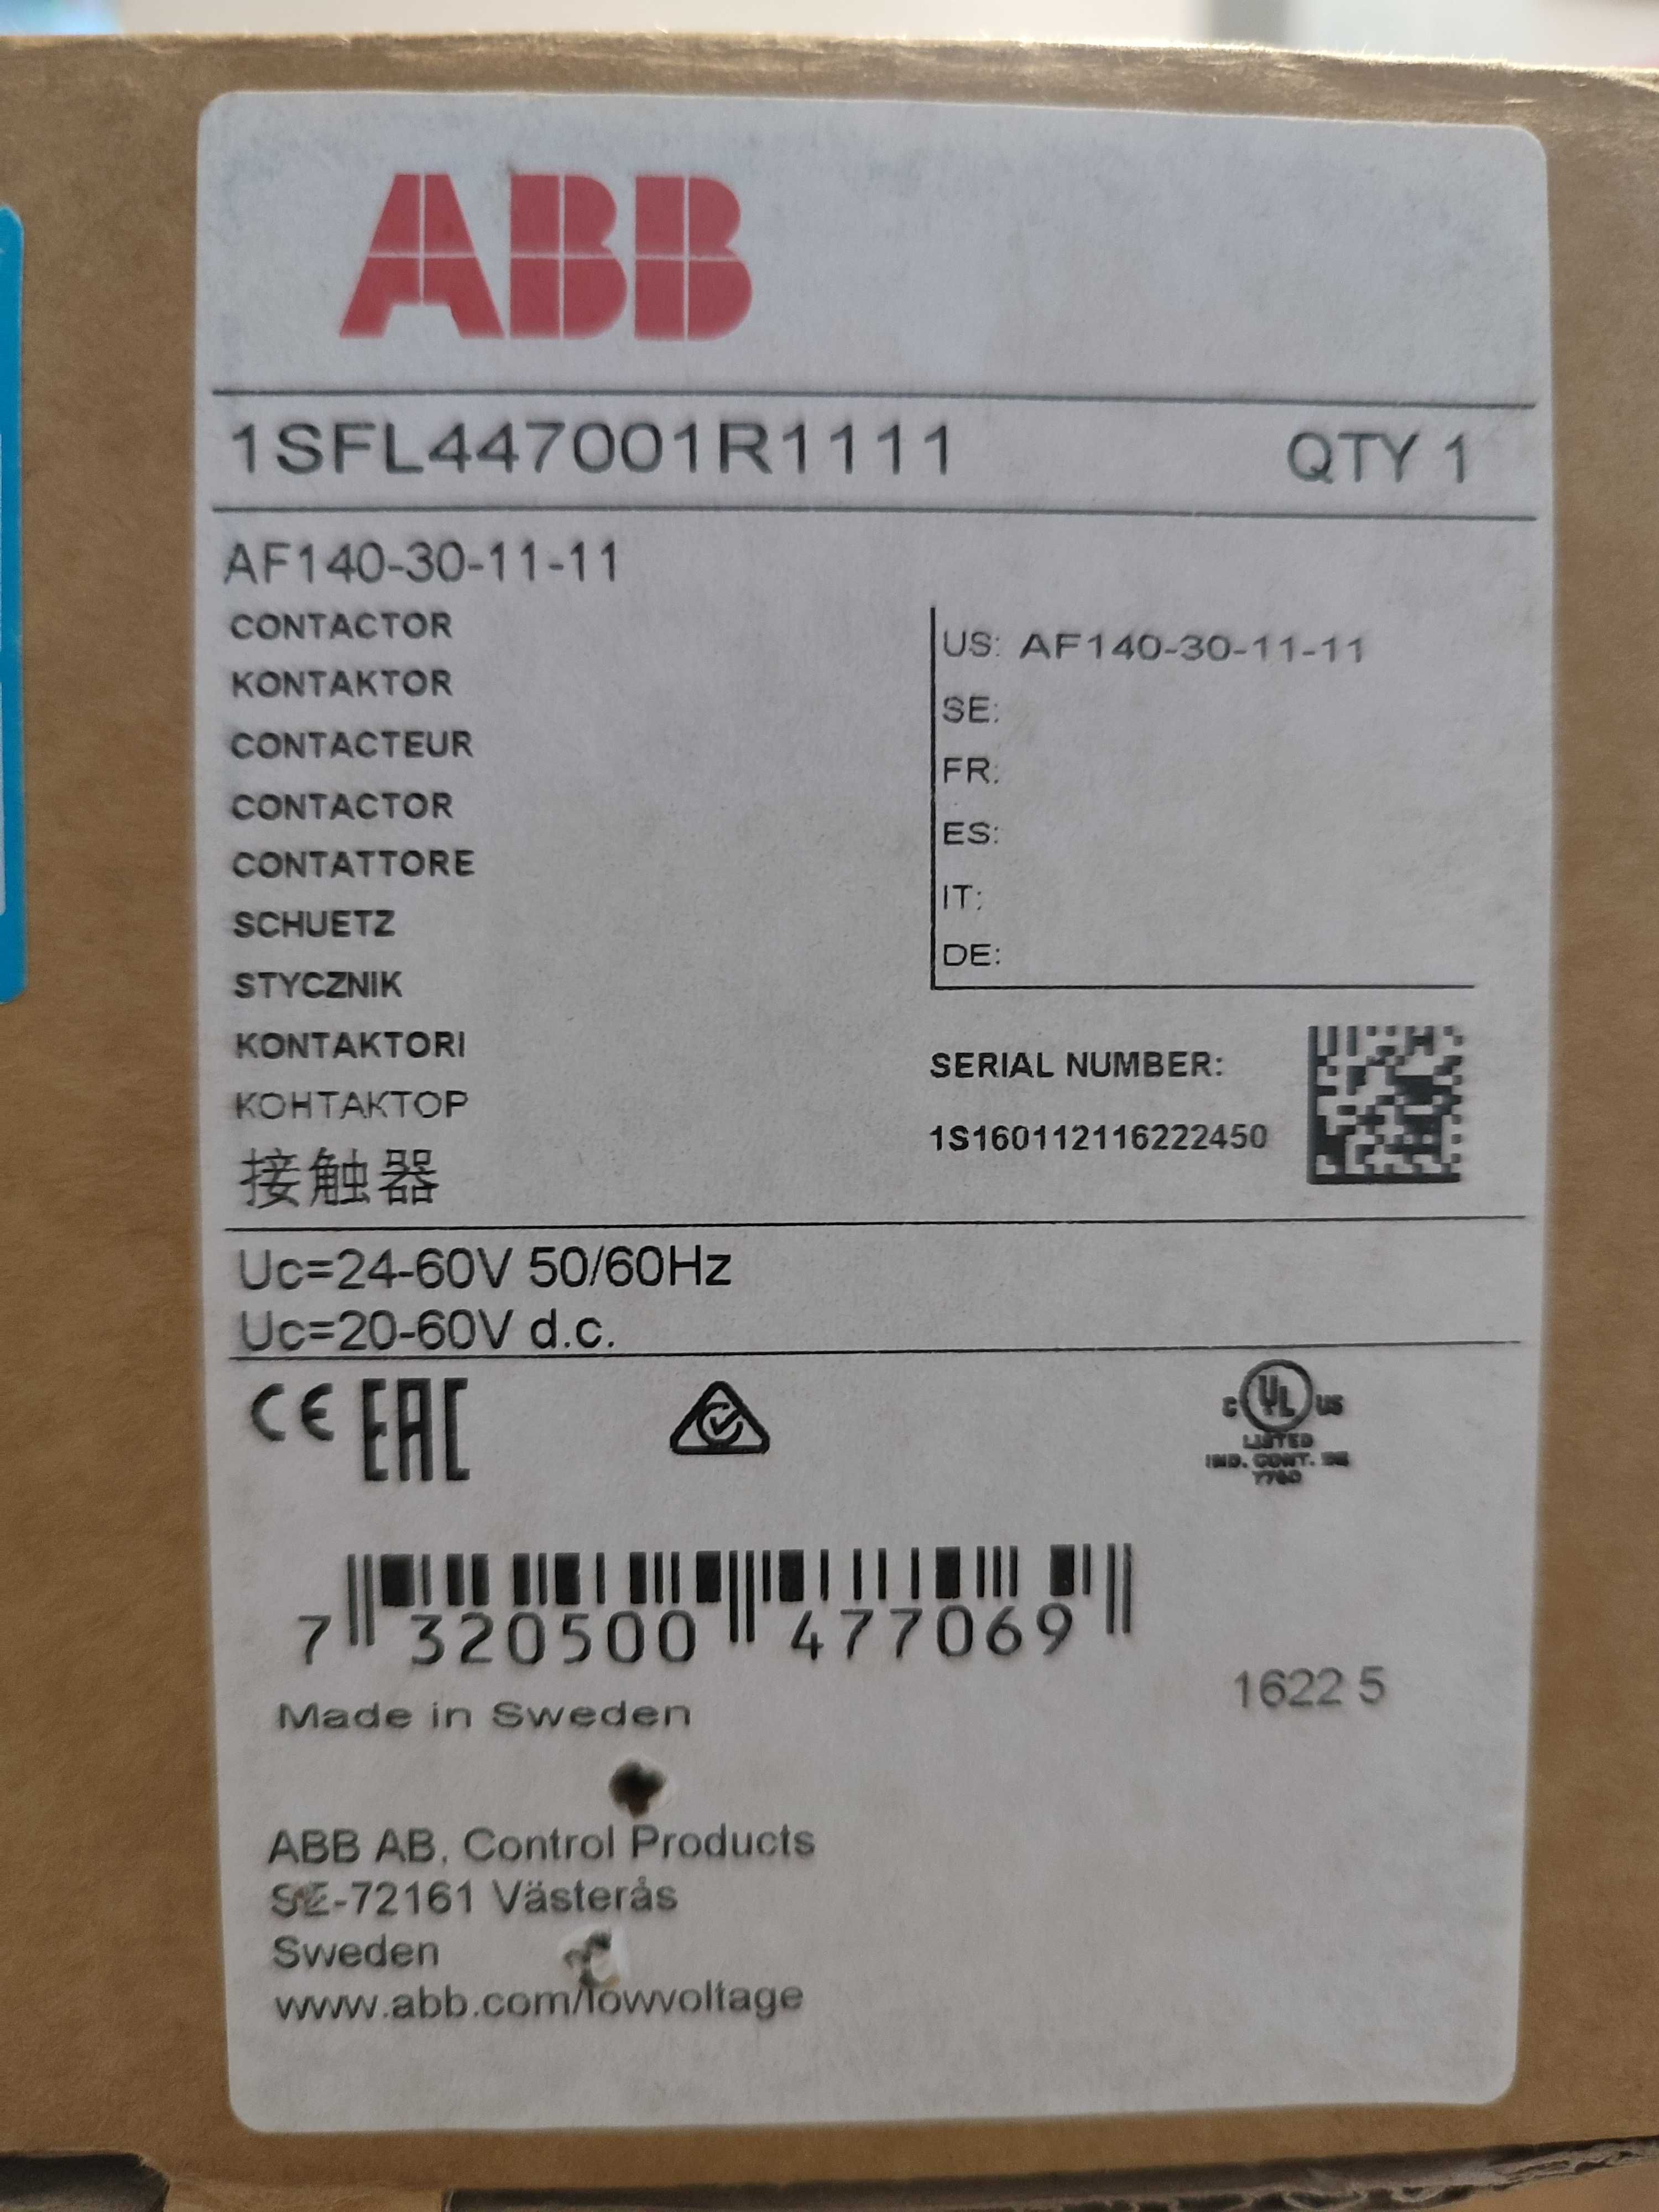 ABB
1SFL447001R1111 QTY 1
AF140-30-11-11
CONTACTOR
KONTAKTOR
CONTACTEUR
CONTACTOR
CONTATTORE
SCHUETZ
STYCZNIK
KONTAKTORI
КОНТАКТОР
接触器
US: AF140-30-11-11
SE:
FR:
ES:
IT:
DE:
SERIAL NUMBER:
1S160112116222450
Uc=24-60V 50/60Hz
Uc=20-60V d.c.
CE EAC
C UL US
LISTED
IND. CONT.
7 320500 477069
1622 5
Made in Sweden
ABB AB, Control Products
SE-72161 Västerås
Sweden
www.abb.com/lowvoltage